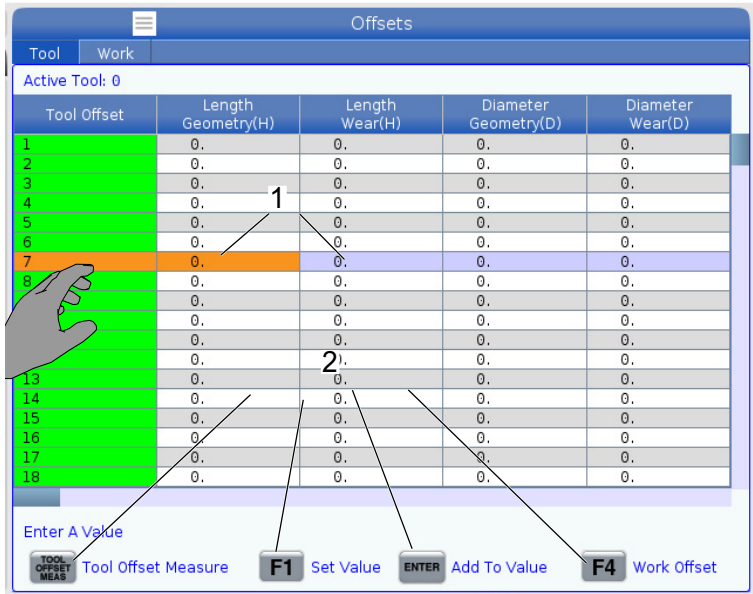 Offsets
Tool Work
Active Tool: 0
Tool Offset Length Geometry(H) Length Wear(H) Diameter Geometry(D) Diameter Wear(D)
1 0. 0. 0. 0.
2 0. 0. 0. 0.
3 0. 0. 0. 0.
4 0. 0. 0. 0.
1
5 0. 0. 0. 0.
6 0. 0. 0. 0.
7 0. 0. 0. 0.
8 0. 0. 0. 0.
0. 0. 0. 0.
0. 0. 0. 0.
0. 0. 0. 0.
0. 0. 0. 0.
2
13 0. 0. 0. 0.
14 0. 0. 0. 0.
15 0. 0. 0. 0.
16 0. 0. 0. 0.
17 0. 0. 0. 0.
18 0. 0. 0. 0.
Enter A Value
TOOL OFFSET MEAS Tool Offset Measure F1 Set Value ENTER Add To Value F4 Work Offset